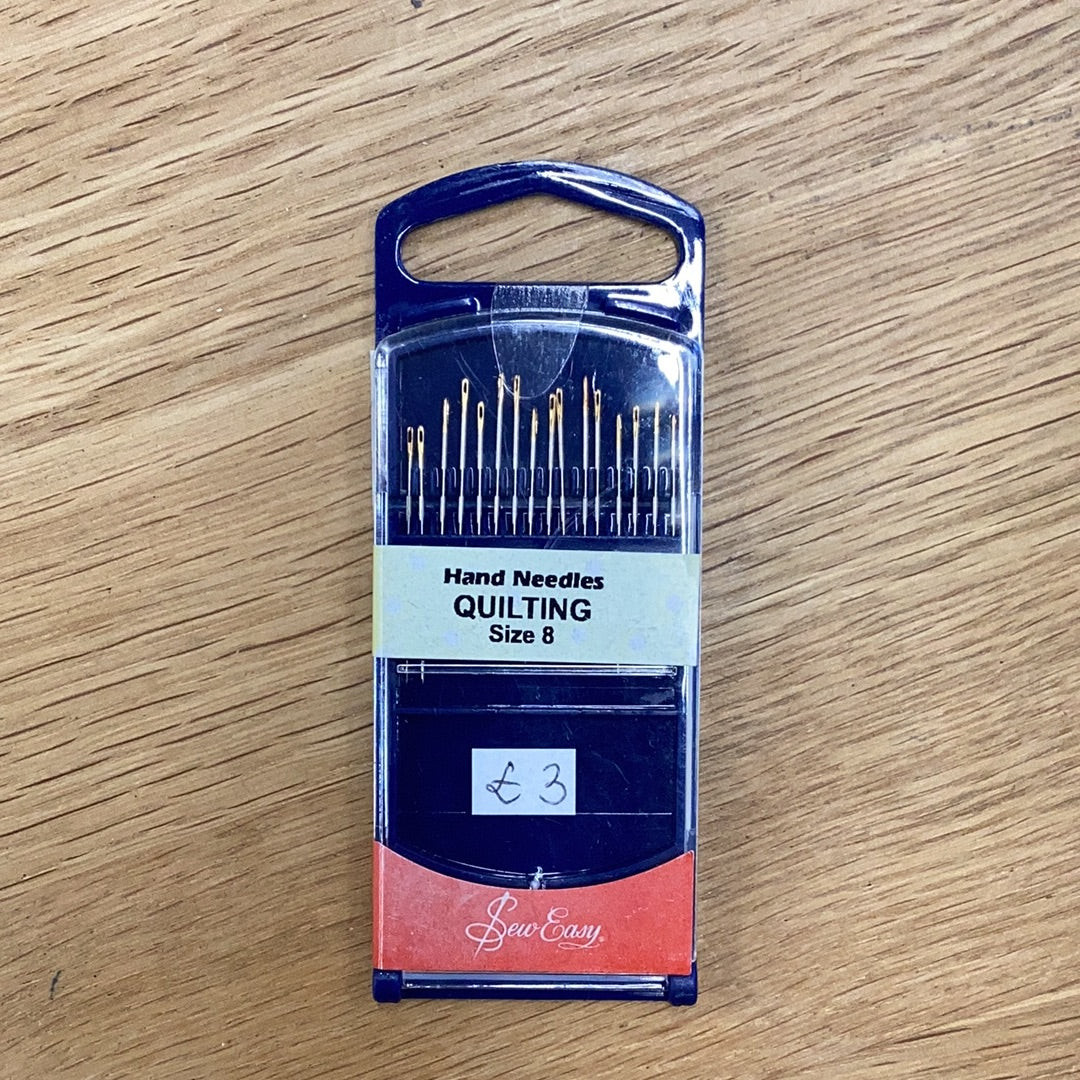 Hand Needles
QUILTING
Size 8
£ 3
Sew Easy®